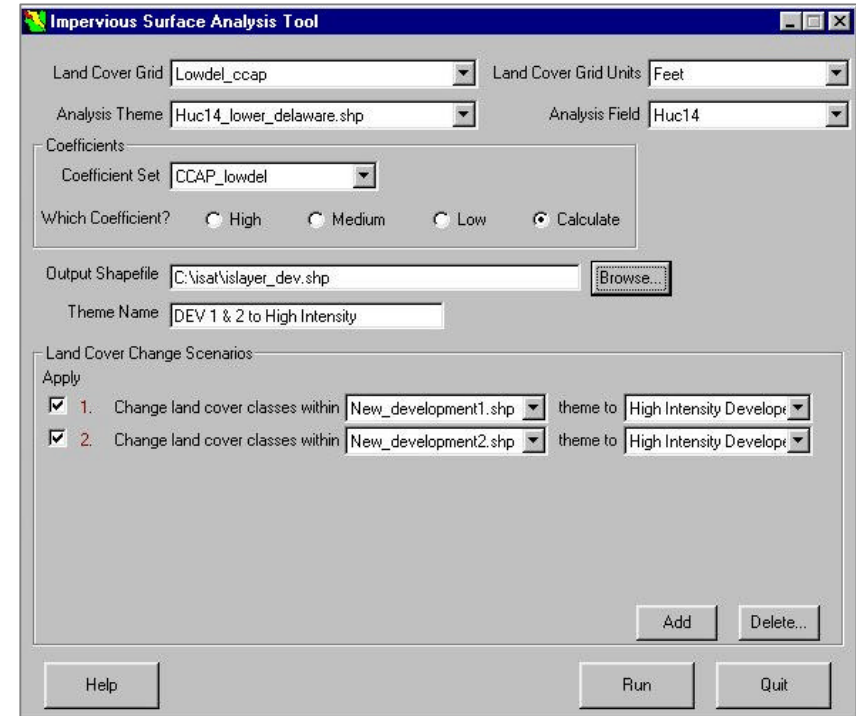 Impervious Surface Analysis Tool
Land Cover Grid Lowdel_ccap Land Cover Grid Units Feet
Analysis Theme Huc14_lower_delaware.shp Analysis Field Huc14
Coefficients
Coefficient Set CCAP_lowdel
Which Coefficient? High Medium Low Calculate
Output Shapefile C:\isat\islayer_dev.shp Browse...
Theme Name DEV 1 & 2 to High Intensity
Land Cover Change Scenarios
Apply
1. Change land cover classes within New_development1.shp theme to High Intensity Develope
2. Change land cover classes within New_development2.shp theme to High Intensity Develope
Add Delete...
Help Run Quit